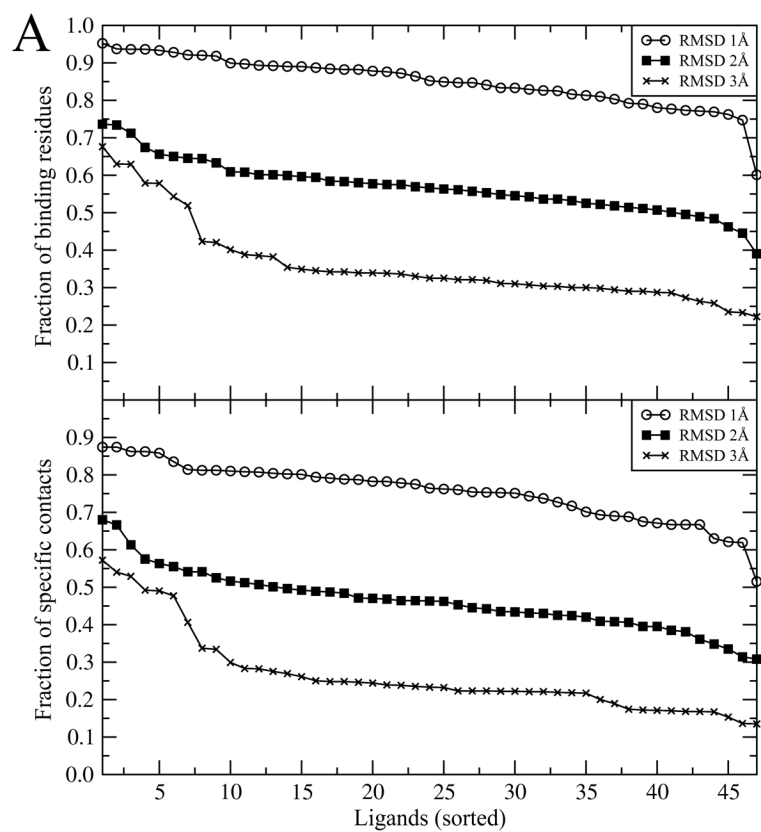 A
1.0
0.9
0.8
0.7
0.6
0.5
0.4
0.3
0.2
0.1
Fraction of binding residues
RMSD 1Å
RMSD 2Å
RMSD 3Å
0.9
0.8
0.7
0.6
0.5
0.4
0.3
0.2
0.1
0.0
Fraction of specific contacts
RMSD 1Å
RMSD 2Å
RMSD 3Å
5 10 15 20 25 30 35 40 45
Ligands (sorted)